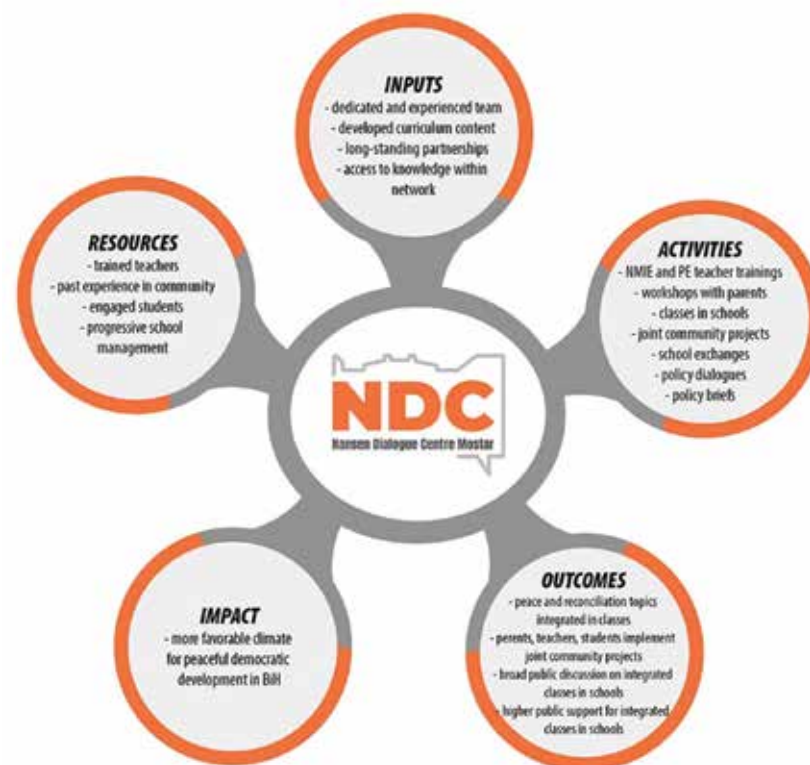 INPUTS
- dedicated and experienced team
- developed curriculum content
- long-standing partnerships
- access to knowledge within
network
RESOURCES
- trained teachers
- past experience in community
- engaged students
- progressive school
management
ACTIVITIES
- NMIE and PE teacher trainings
- workshops with parents
- classes in schools
- joint community projects
- school exchanges
- policy dialogues
- policy briefs
NDC
Nansen Dialogue Centre Mostar
IMPACT
- more favorable climate
for peaceful democratic
development in BiH
OUTCOMES
- peace and reconciliation topics
integrated in classes
- parents, teachers, students implement
joint community projects
- broad public discussion on integrated
classes in schools
- higher public support for integrated
classes in schools